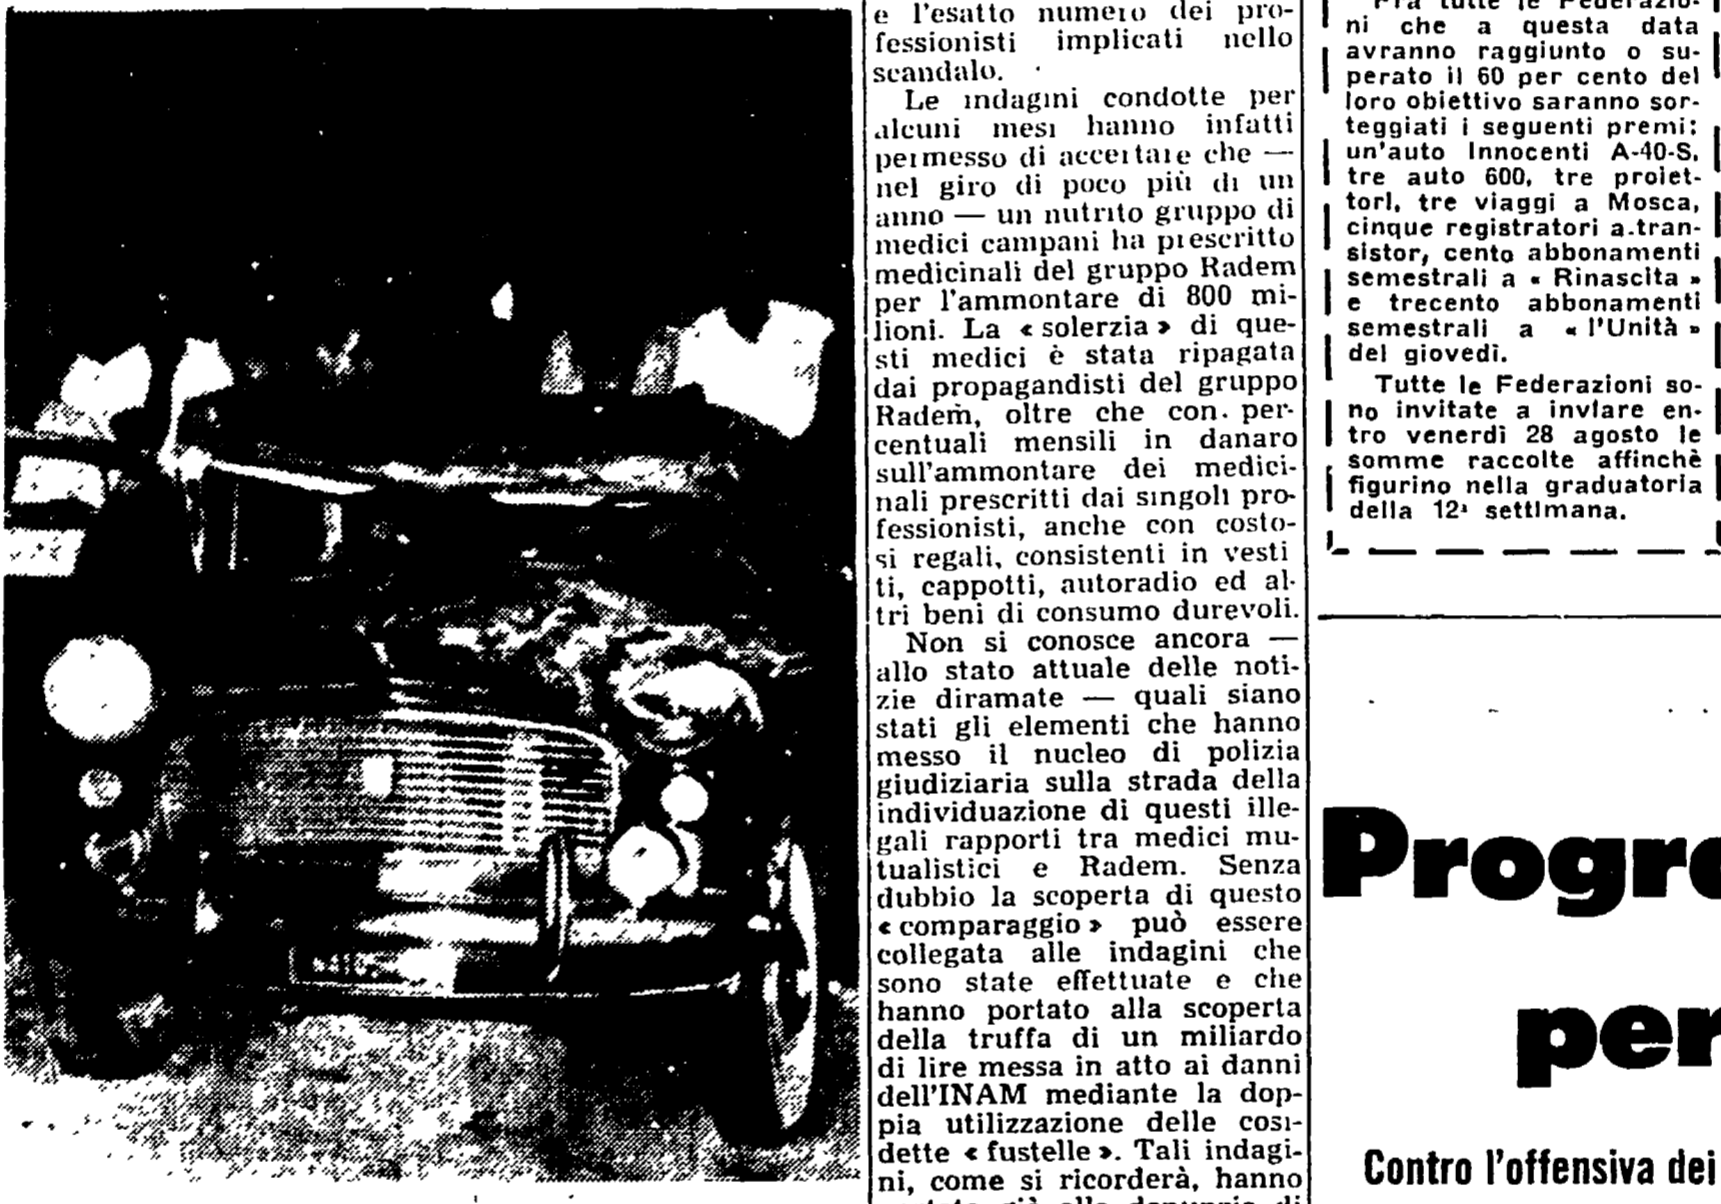 e l'esatto numero dei pro-
fessionisti implicati nello
scandalo.
Le indagini condotte per
alcuni mesi hanno infatti
permesso di accertare che —
nel giro di poco più di un
anno — un nutrito gruppo di
medici campani ha prescritto
medicinali del gruppo Radem
per l'ammontare di 800 mi-
lioni. La « solerzia » di que-
sti medici è stata ripagata
dai propagandisti del gruppo
Radem, oltre che con per-
centuali mensili in danaro
sull'ammontare dei medici-
nali prescritti dai singoli pro-
fessionisti, anche con costo-
si regali, consistenti in vesti
ti, cappotti, autoradio ed al-
tri beni di consumo durevoli.
Non si conosce ancora —
allo stato attuale delle noti-
zie diramate — quali siano
stati gli elementi che hanno
messo il nucleo di polizia
giudiziaria sulla strada della
individuazione di questi ille-
gali rapporti tra medici mu-
tualistici e Radem. Senza
dubbio la scoperta di questo
« comparaggio » può essere
collegata alle indagini che
sono state effettuate e che
hanno portato alla scoperta
della truffa di un miliardo
di lire messa in atto ai danni
dell'INAM mediante la dop-
pia utilizzazione delle cosi-
dette « fustelle ». Tali indagi-
ni, come si ricorderà, hanno
Fra tutte le Federazio-
ni che a questa data
avranno raggiunto o su-
perato il 60 per cento del
loro obiettivo saranno sor-
teggiati i seguenti premi:
un'auto Innocenti A-40-S,
tre auto 600, tre proiet-
tori, tre viaggi a Mosca,
cinque registratori a tran-
sistor, cento abbonamenti
semestrali a « Rinascita »
e trecento abbonamenti
semestrali a « l'Unità »
del giovedì.
Tutte le Federazioni so-
no invitate a inviare en-
tro venerdì 28 agosto le
somme raccolte affinchè
figurino nella graduatoria
della 12ª settimana.
Progr
per
Contro l'offensiva dei